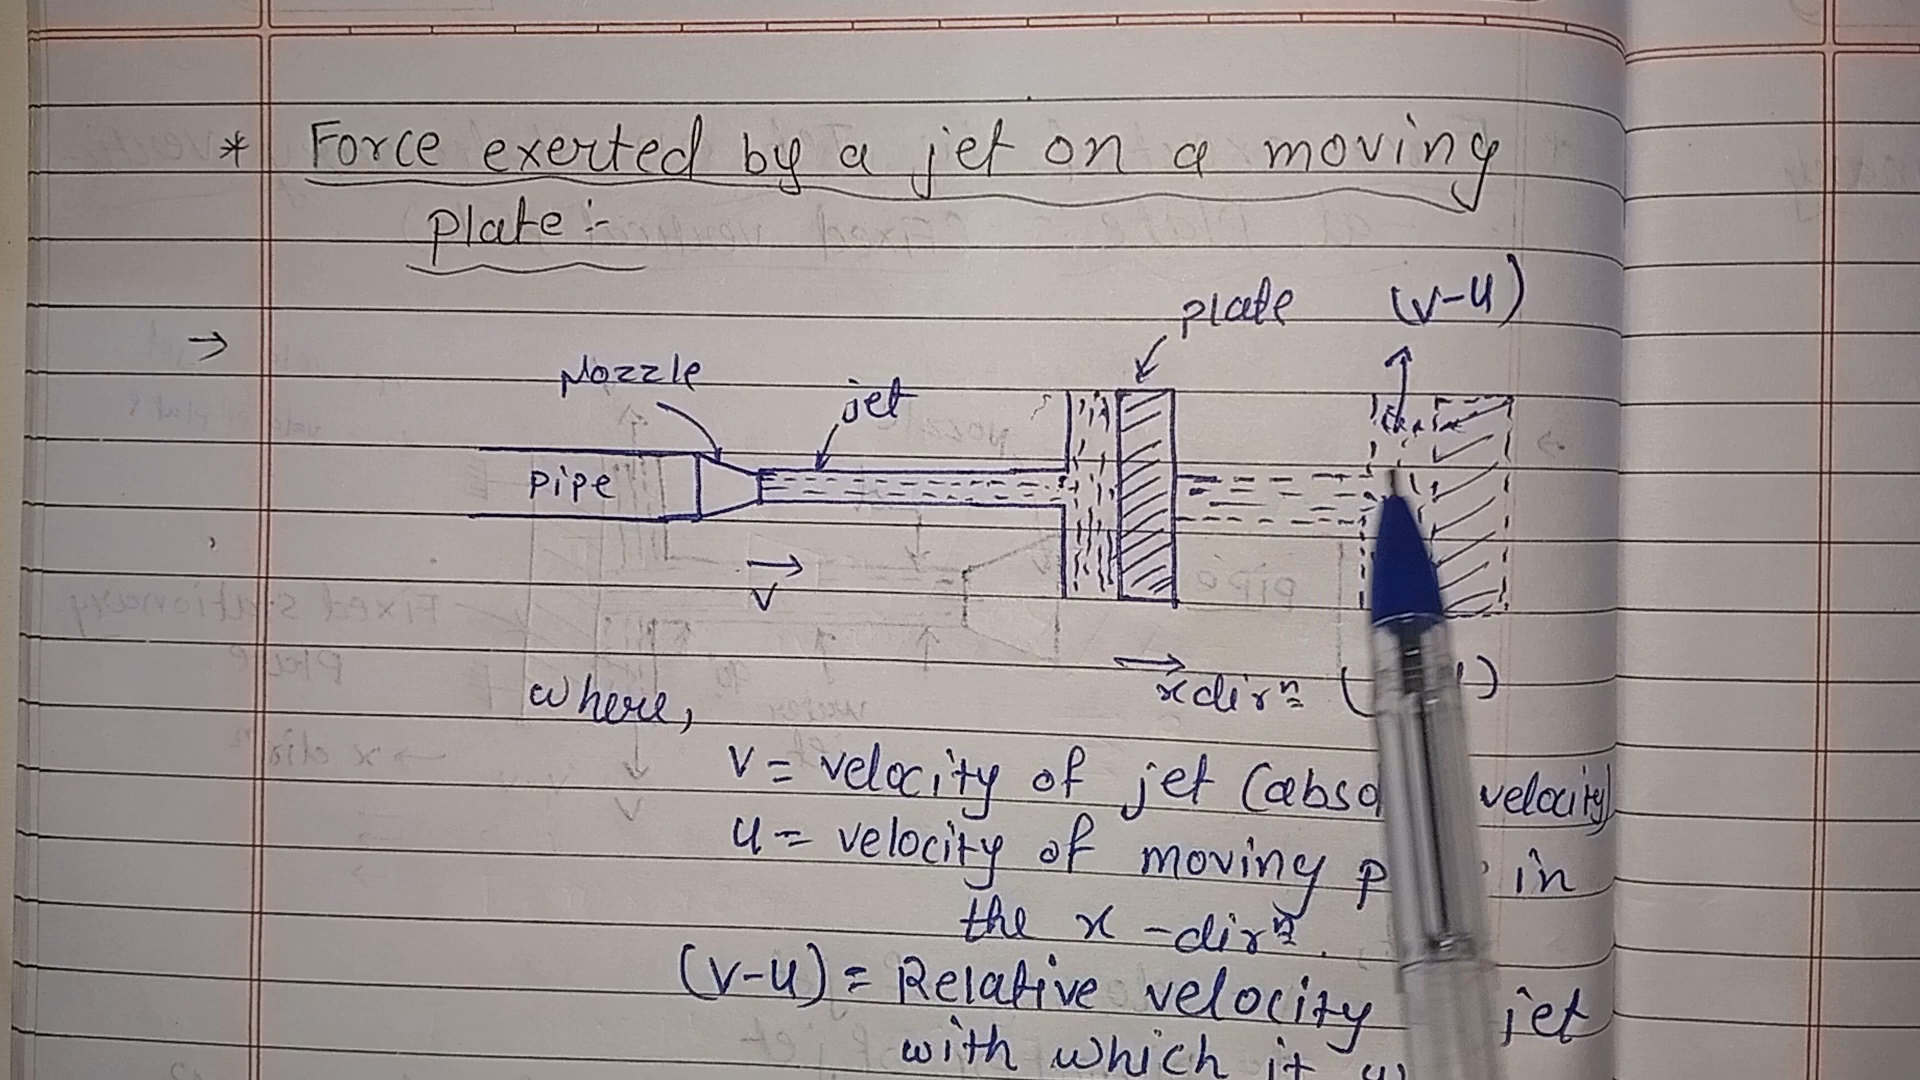 * Force exerted by a jet on a moving
plate :-
→
plate (v-u)
Nozzle jet
pipe
v
x dirⁿ
where,
v = velocity of jet ( velocity)
u = velocity of moving in
the x - dirⁿ.
(v-u) = Relative velocity jet
with which it